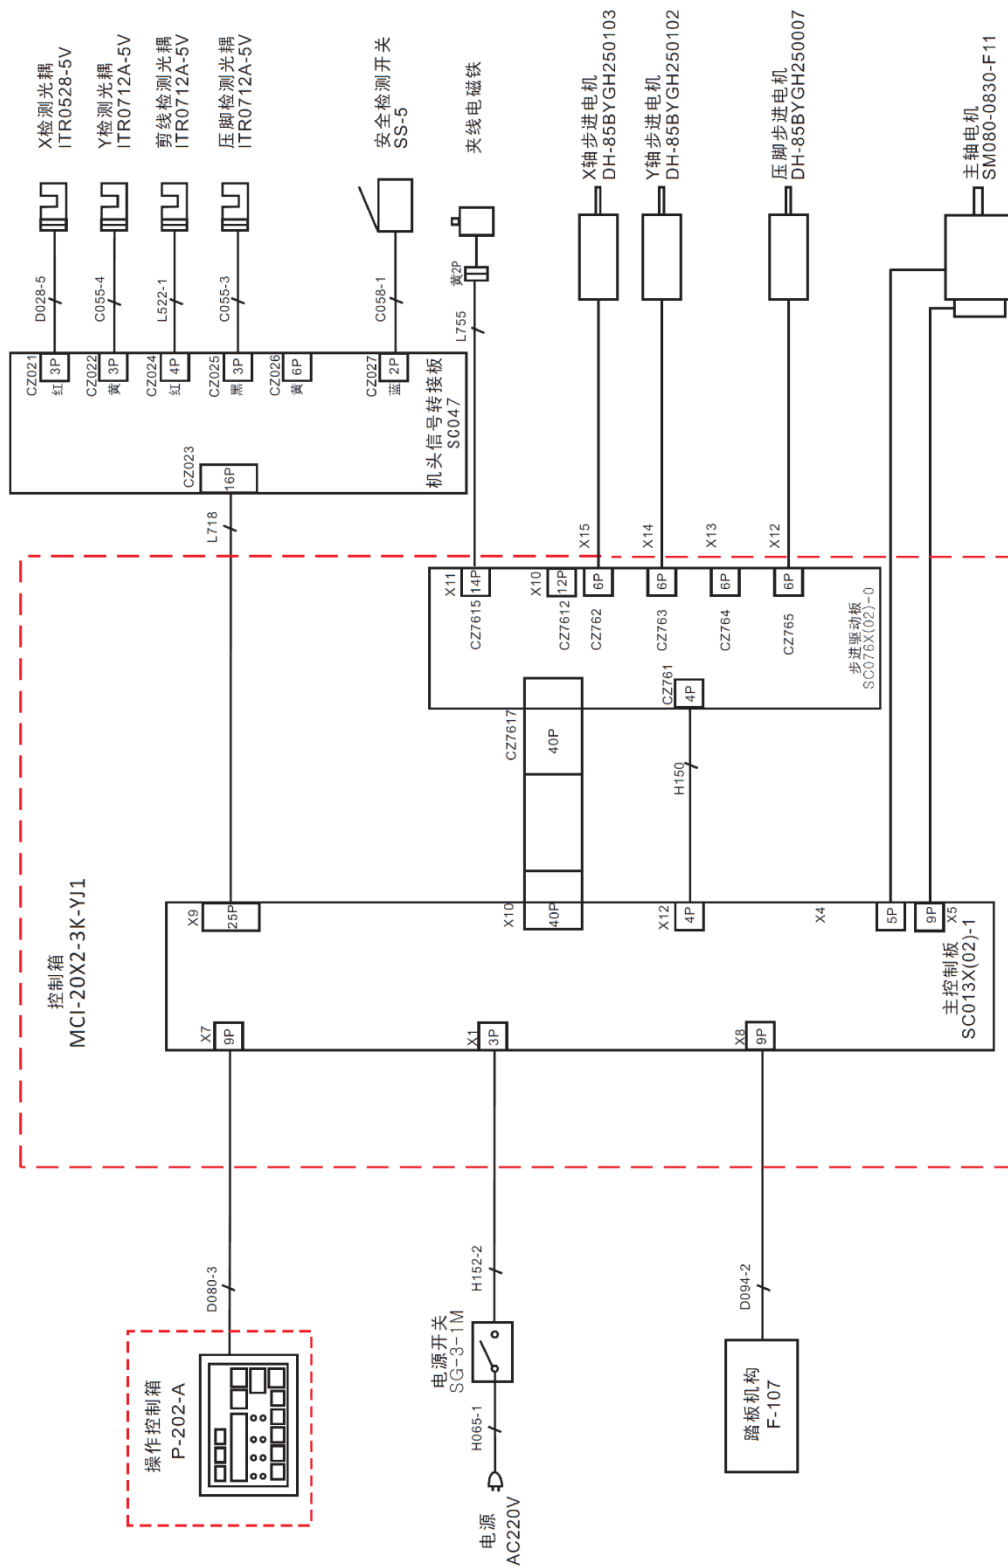 控制箱
MCI-20X2-3K-YJ1
操作控制箱
P-202-A
D080-3
X7
9P
电源
AC220V
H065-1
电源开关
SG-3-1M
H152-2
X1
3P
踏板机构
F-107
D094-2
X8
9P
主控制板
SC013X(02)-1
X9
25P
X10
40P
X12
4P
X4
5P
9P
X5
L718
CZ7617
40P
H150
CZ761
4P
步进驱动板
SC076X(02)-0
X11
14P
CZ7615
X10
12P
CZ7612
X15
6P
CZ762
X14
6P
CZ763
X13
6P
CZ764
X12
6P
CZ765
机头信号转接板
SC047
CZ023
16P
CZ021
3P
红
CZ022
3P
黄
CZ024
4P
红
CZ025
3P
黑
CZ026
6P
黄
CZ027
2P
蓝
D028-5
C055-4
L522-1
C055-3
C058-1
L755
黄2P
X检测光耦
ITR0528-5V
Y检测光耦
ITR0712A-5V
剪线检测光耦
ITR0712A-5V
压脚检测光耦
ITR0712A-5V
安全检测开关
SS-5
夹线电磁铁
X轴步进电机
DH-85BYGH250103
Y轴步进电机
DH-85BYGH250102
压脚步进电机
DH-85BYGH250007
主轴电机
SM080-0830-F11